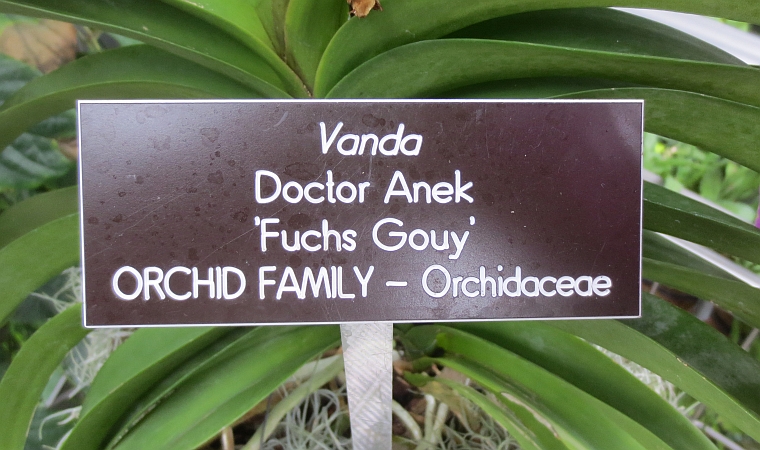 Vanda
Doctor Anek
'Fuchs Gouy'
ORCHID FAMILY – Orchidaceae